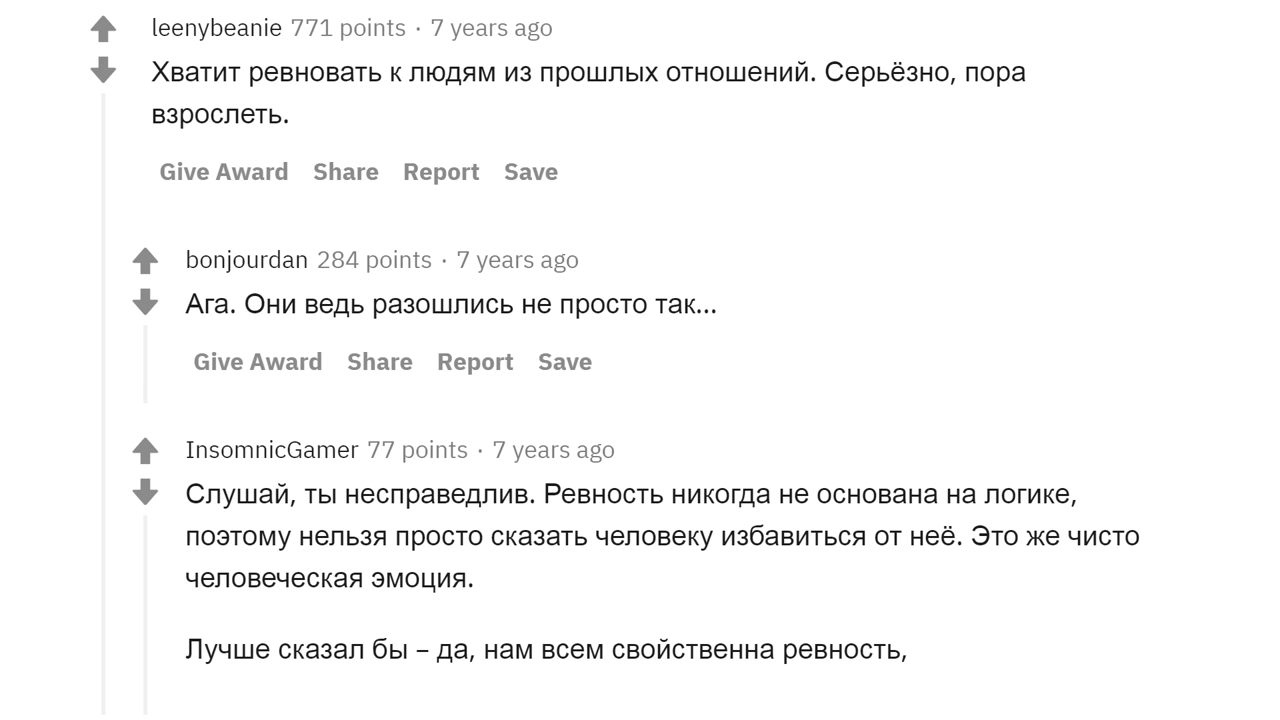 leenybeanie 771 points · 7 years ago
Хватит ревновать к людям из прошлых отношений. Серьёзно, пора
взрослеть.
Give Award Share Report Save
bonjourdan 284 points · 7 years ago
Ага. Они ведь разошлись не просто так...
Give Award Share Report Save
InsomnicGamer 77 points · 7 years ago
Слушай, ты несправедлив. Ревность никогда не основана на логике,
поэтому нельзя просто сказать человеку избавиться от неё. Это же чисто
человеческая эмоция.
Лучше сказал бы – да, нам всем свойственна ревность,